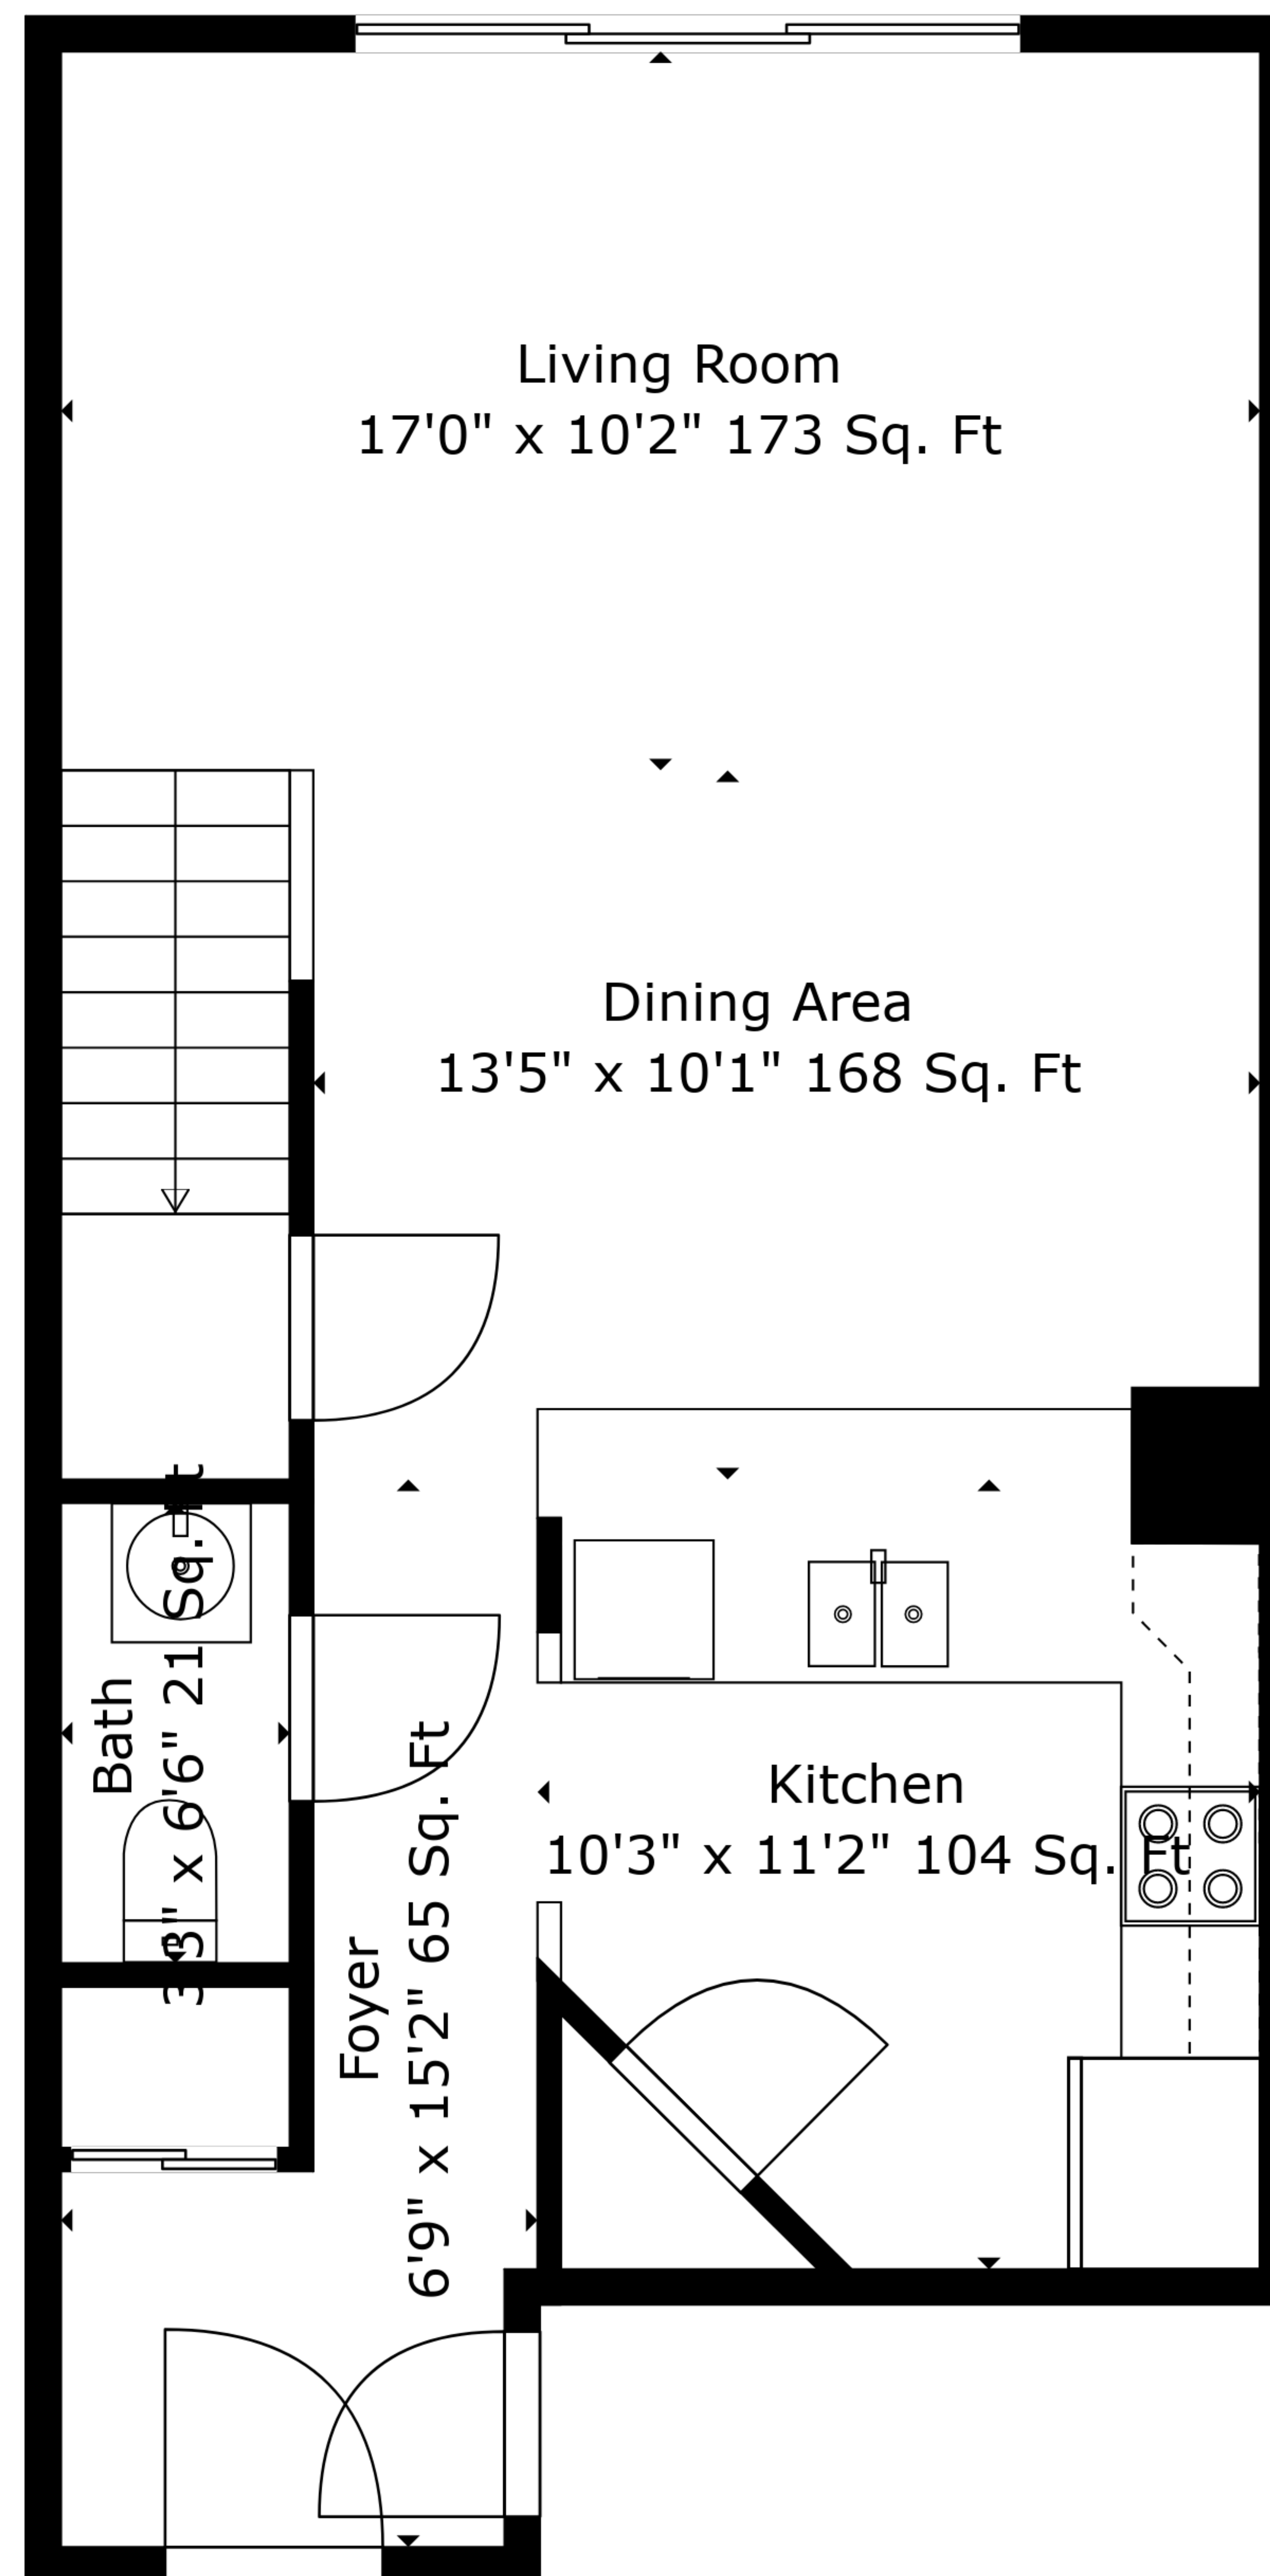 Living Room
17'0" x 10'2" 173 Sq. Ft
Dining Area
13'5" x 10'1" 168 Sq. Ft
Bath
3'3" x 6'6" 21 Sq. Ft
Kitchen
10'3" x 11'2" 104 Sq. Ft
Foyer
6'9" x 15'2" 65 Sq. Ft